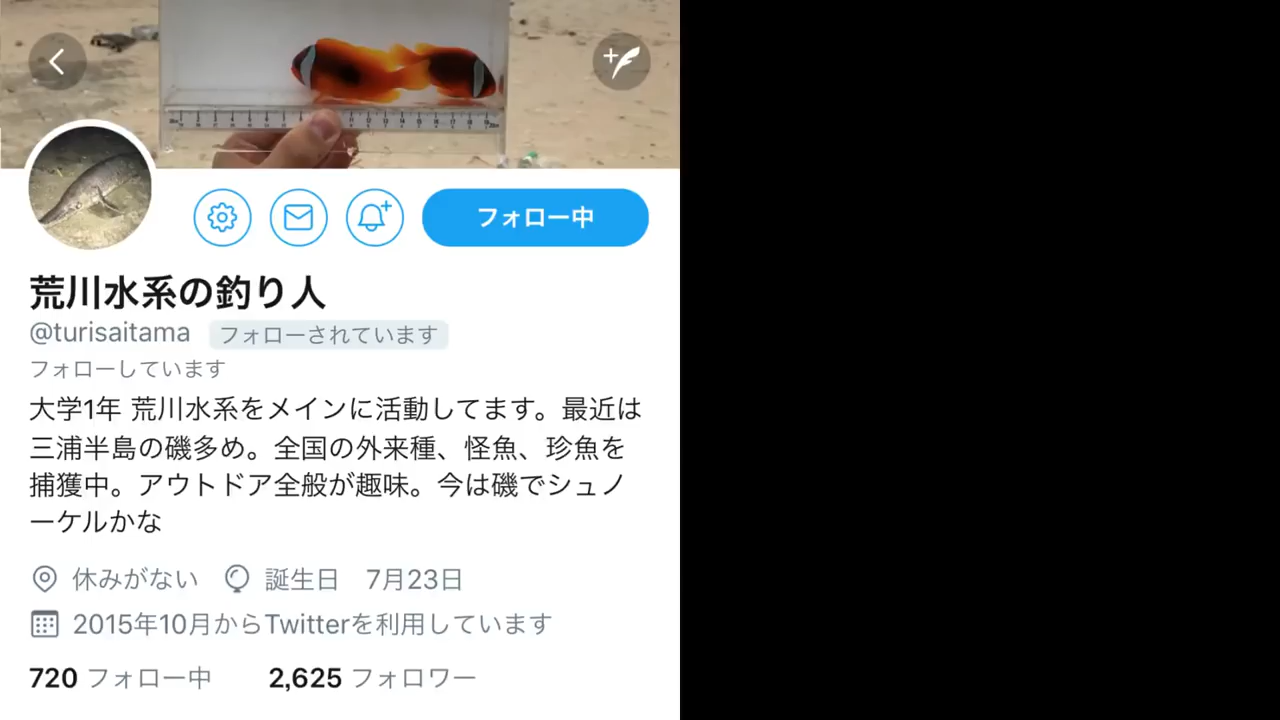 フォロー中
荒川水系の釣り人
@turisaitama フォローされています
フォローしています
大学1年 荒川水系をメインに活動してます。最近は
三浦半島の磯多め。全国の外来種、怪魚、珍魚を
捕獲中。アウトドア全般が趣味。今は磯でシュノ
ーケルかな
休みがない 誕生日 7月23日
2015年10月からTwitterを利用しています
720 フォロー中 2,625 フォロワー